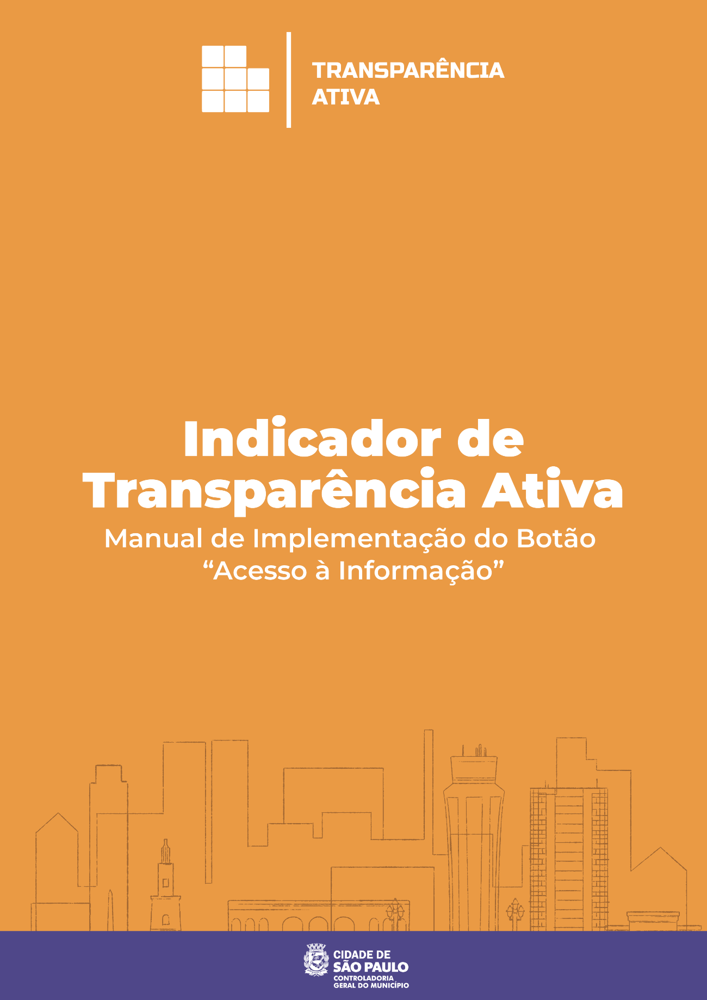 TRANSPARÊNCIA
ATIVA
Indicador de
Transparência Ativa
Manual de Implementação do Botão
“Acesso à Informação”
CIDADE DE
SÃO PAULO
CONTROLADORIA
GERAL DO MUNICÍPIO